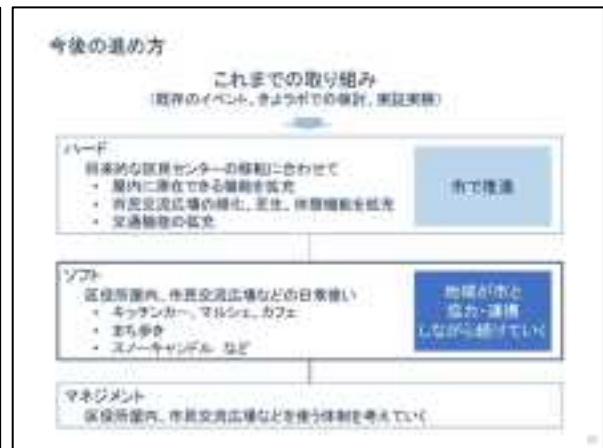 今後の進め方
これまでの取り組み
（既存のイベント、きよラボでの検討、実証実験）
ハード
将来的な区民センターの移転に合わせて
• 屋内に滞在できる機能を拡充
• 市民交流広場の緑化、芝生、休憩機能を拡充
• 交通機能の拡充
市で推進
ソフト
区役所屋内、市民交流広場などの日常使い
• キッチンカー、マルシェ、カフェ
• まち歩き
• スノーキャンドル など
地域が市と
協力・連携
しながら続けていく
マネジメント
区役所屋内、市民交流広場などを使う体制を考えていく